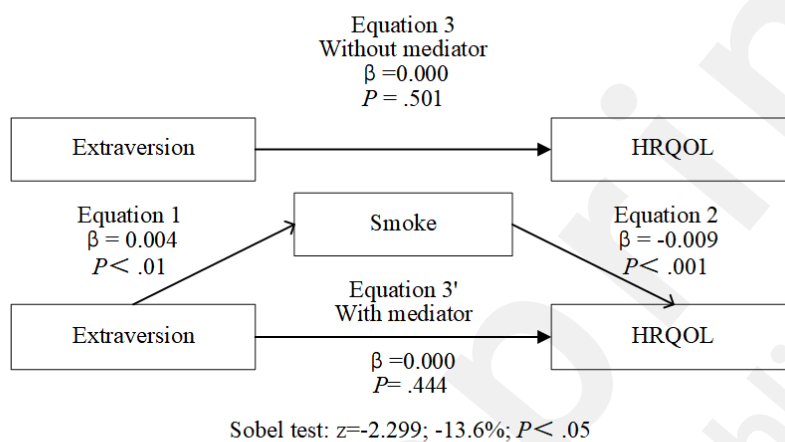 Equation 3
Without mediator
β =0.000
P = .501
Extraversion
HRQOL
Equation 1
β = 0.004
P< .01
Smoke
Equation 2
β = -0.009
P< .001
Extraversion
Equation 3'
With mediator
β =0.000
P= .444
HRQOL
Sobel test: z=-2.299; -13.6%; P< .05